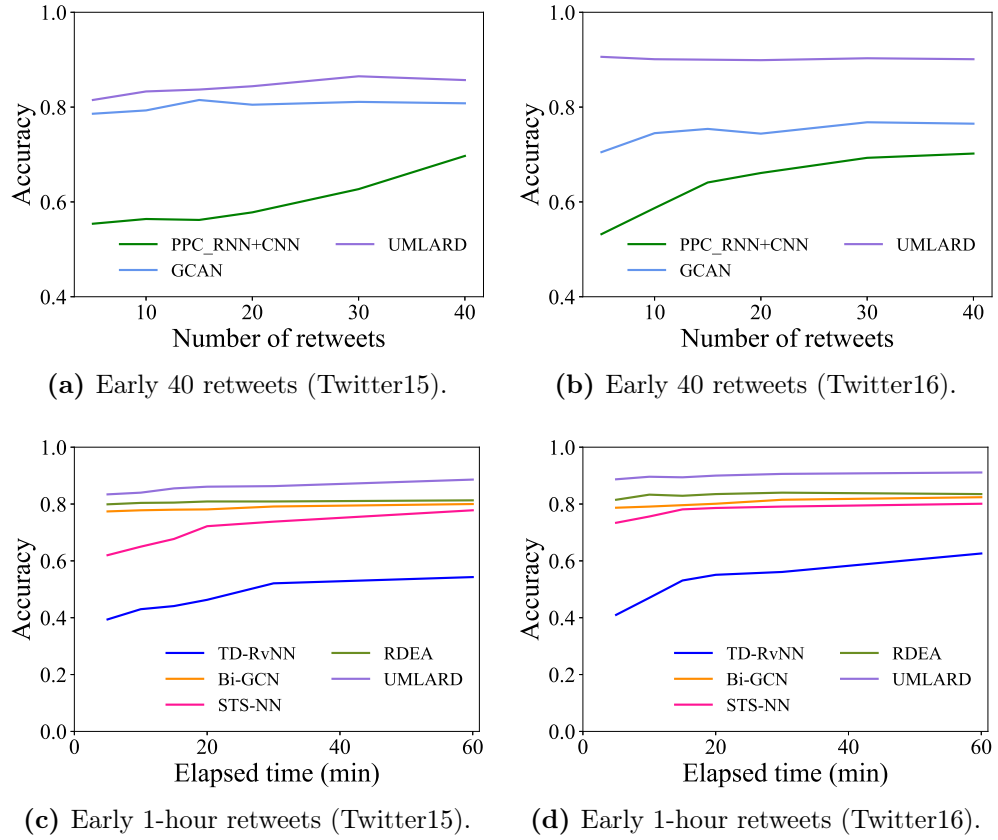 1.0
0.8
0.6
0.4
Accuracy
PPC_RNN+CNN
UMLARD
GCAN
10
20
30
40
Number of retweets
(a) Early 40 retweets (Twitter15).
1.0
0.8
0.6
0.4
Accuracy
PPC_RNN+CNN
UMLARD
GCAN
10
20
30
40
Number of retweets
(b) Early 40 retweets (Twitter16).
1.0
0.8
0.6
0.4
0.2
0.0
Accuracy
TD-RvNN
RDEA
Bi-GCN
UMLARD
STS-NN
0
20
40
60
Elapsed time (min)
(c) Early 1-hour retweets (Twitter15).
1.0
0.8
0.6
0.4
0.2
0.0
Accuracy
TD-RvNN
RDEA
Bi-GCN
UMLARD
STS-NN
0
20
40
60
Elapsed time (min)
(d) Early 1-hour retweets (Twitter16).